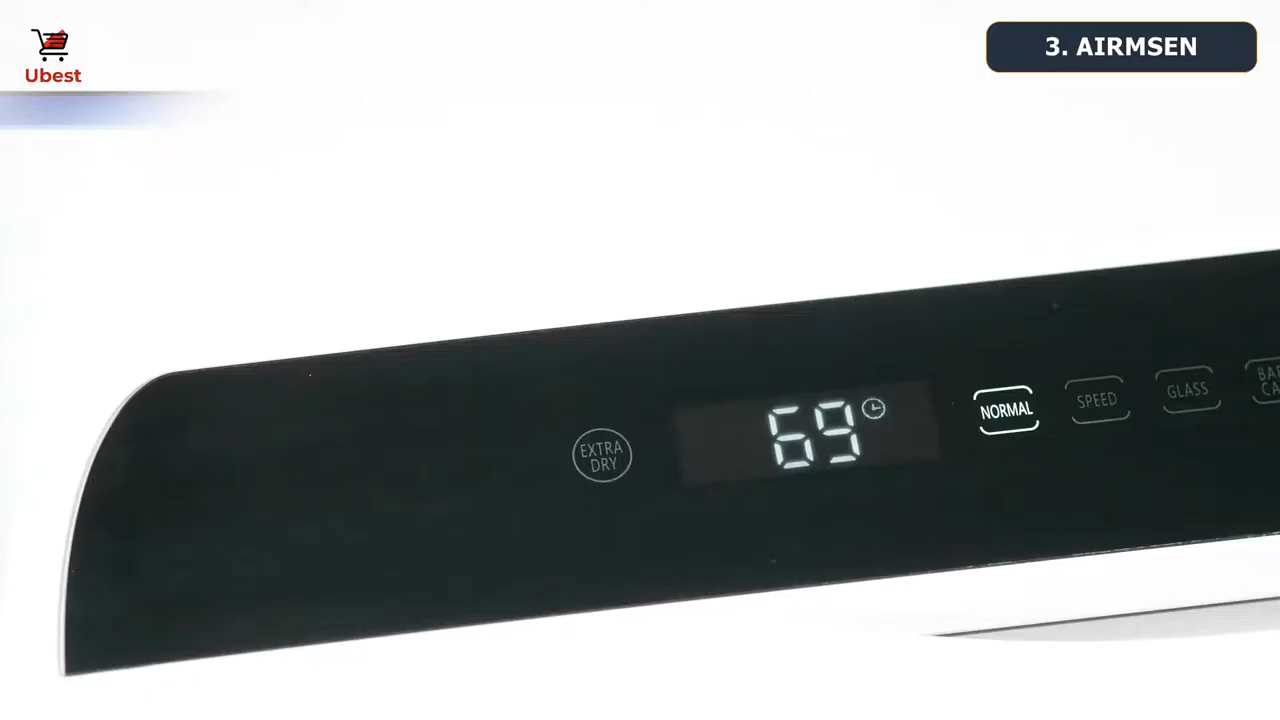 Ubest
3. AIRMSEN
EXTRA
DRY
69
NORMAL
SPEED
GLASS